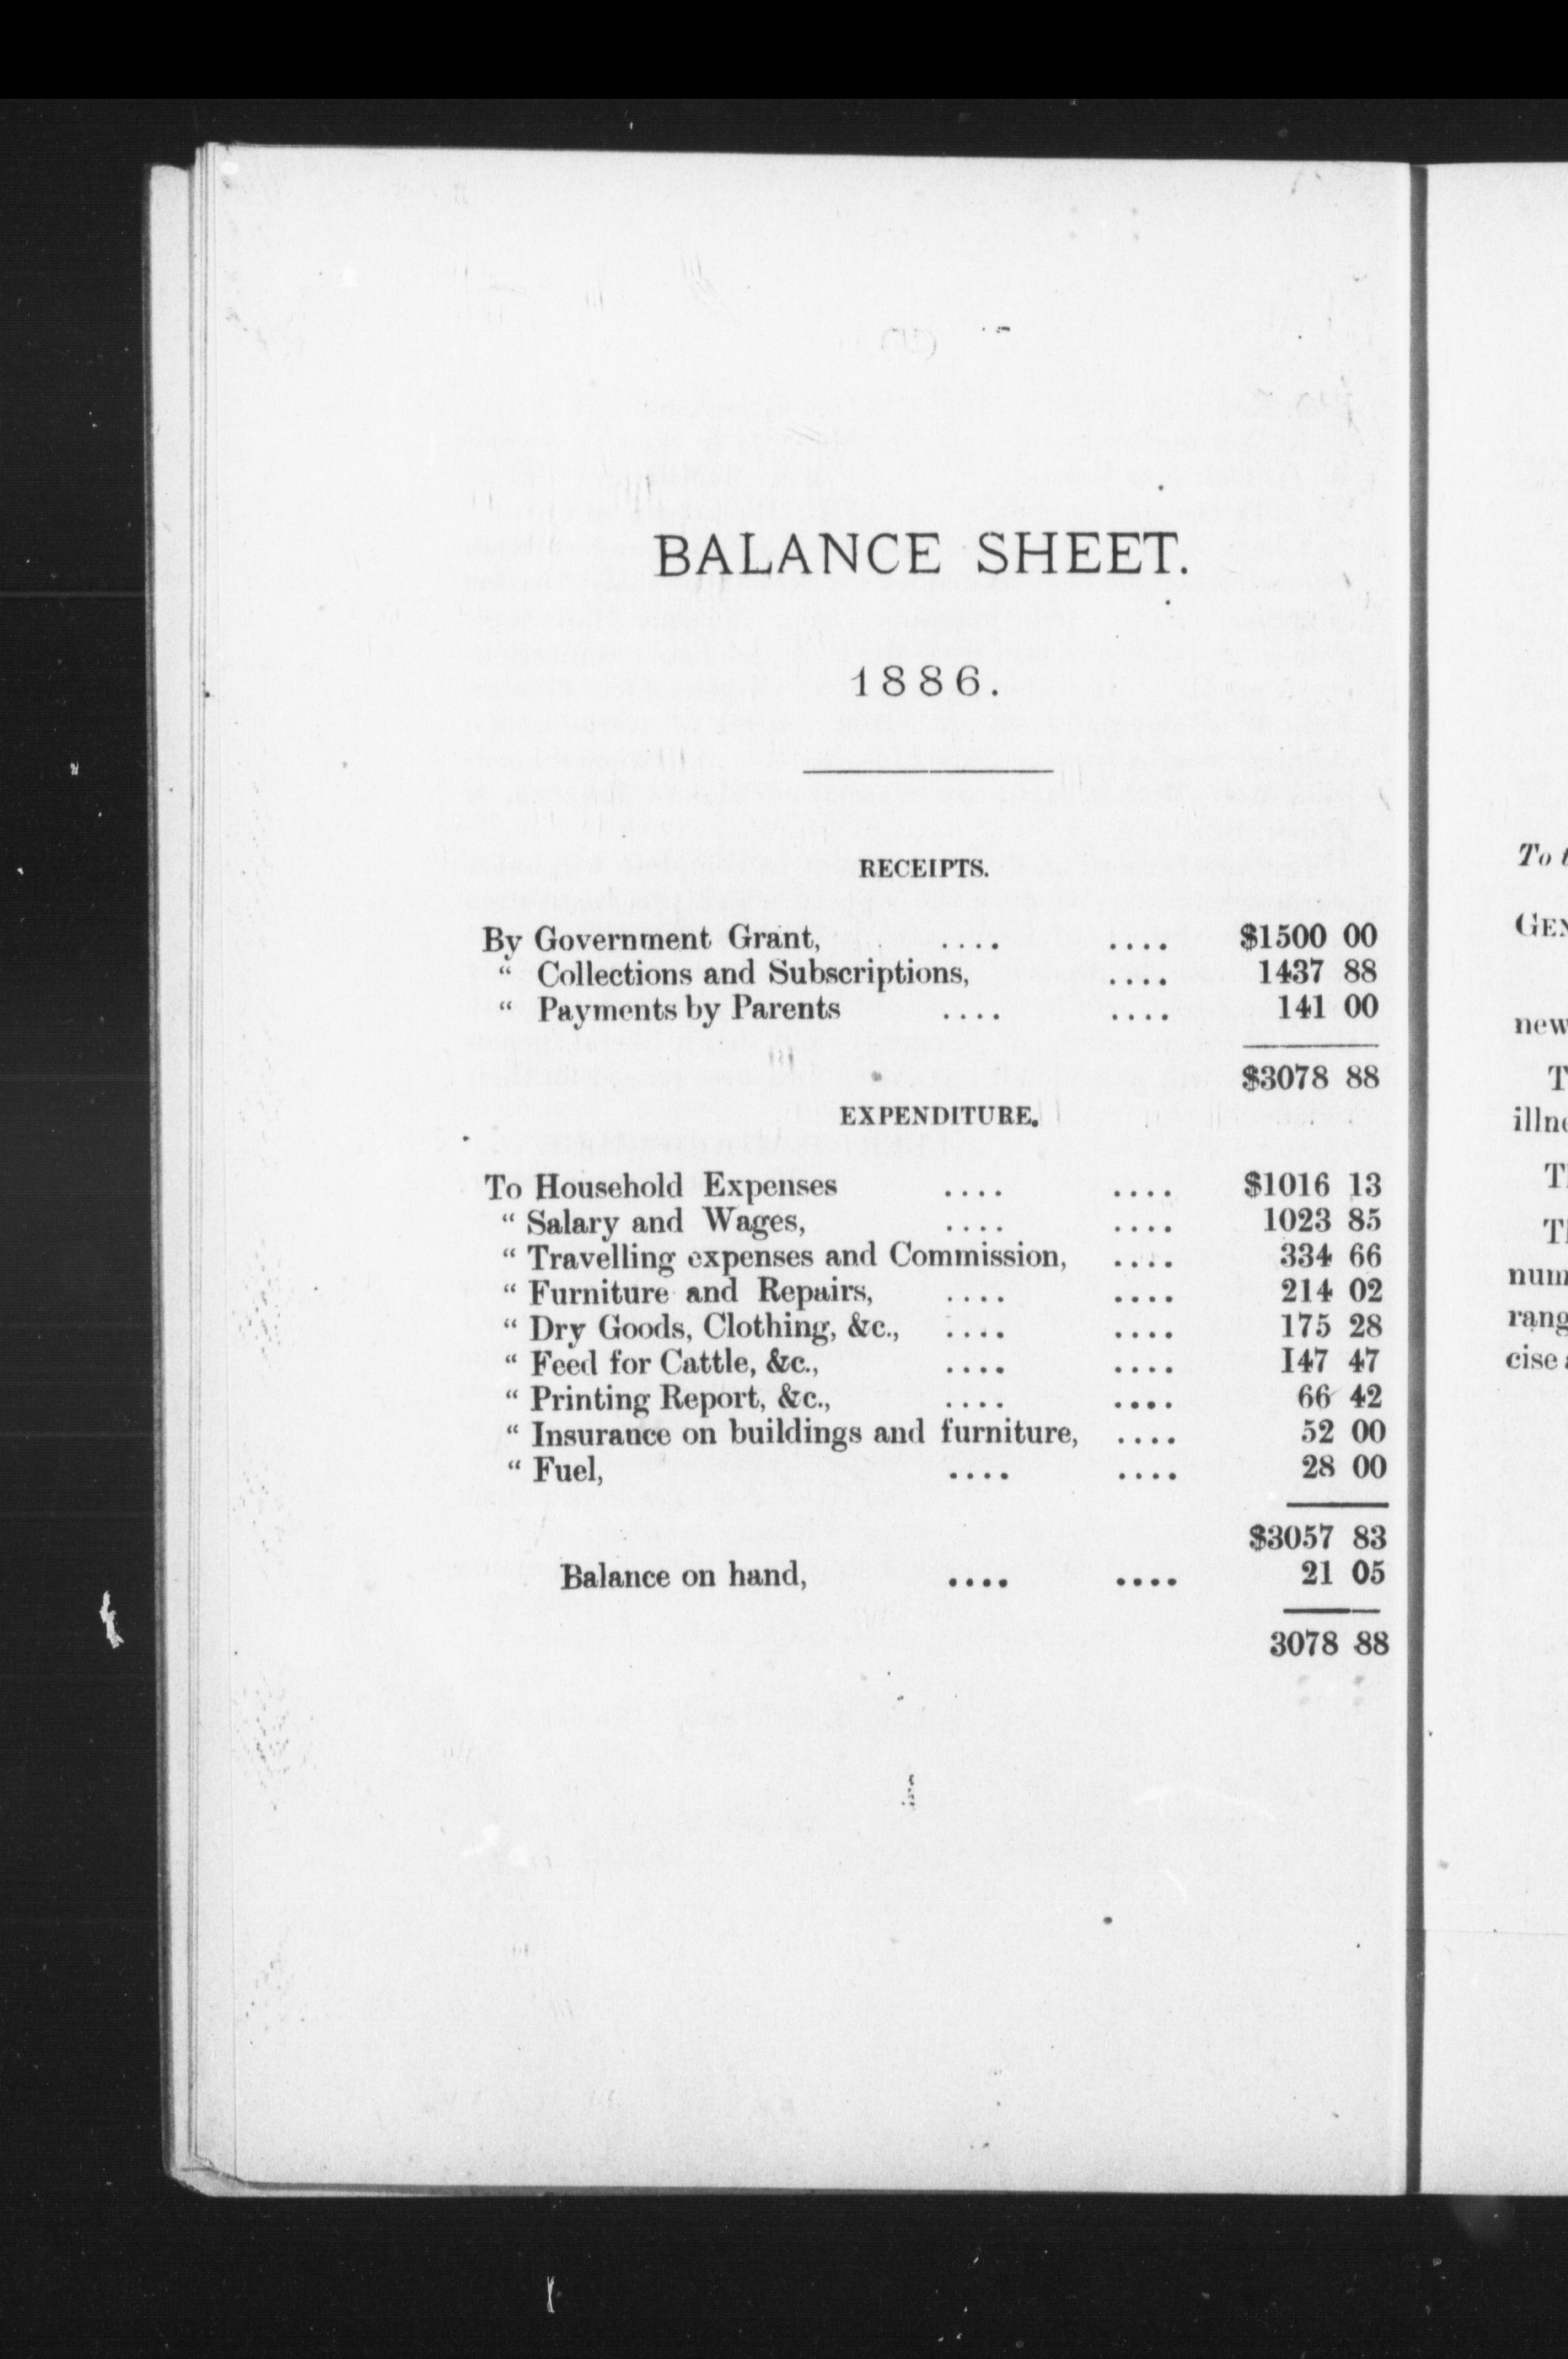 BALANCE SHEET.
1886.
RECEIPTS.
By Government Grant, .... .... $1500 00
“ Collections and Subscriptions, .... 1437 88
“ Payments by Parents .... .... 141 00
$3078 88
EXPENDITURE.
To Household Expenses .... .... $1016 13
“ Salary and Wages, .... .... 1023 85
“ Travelling expenses and Commission, .... 334 66
“ Furniture and Repairs, .... .... 214 02
“ Dry Goods, Clothing, &c., .... .... 175 28
“ Feed for Cattle, &c., .... .... 147 47
“ Printing Report, &c., .... .... 66 42
“ Insurance on buildings and furniture, .... 52 00
“ Fuel, .... .... 28 00
$3057 83
Balance on hand, .... .... 21 05
3078 88
To
new